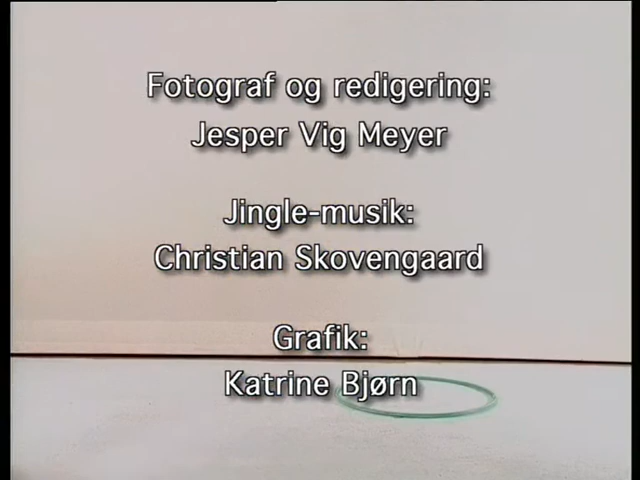 Fotograf og redigering:
Jesper Vig Meyer
Jingle-musik:
Christian Skovengaard
Grafik:
Katrine Bjørn